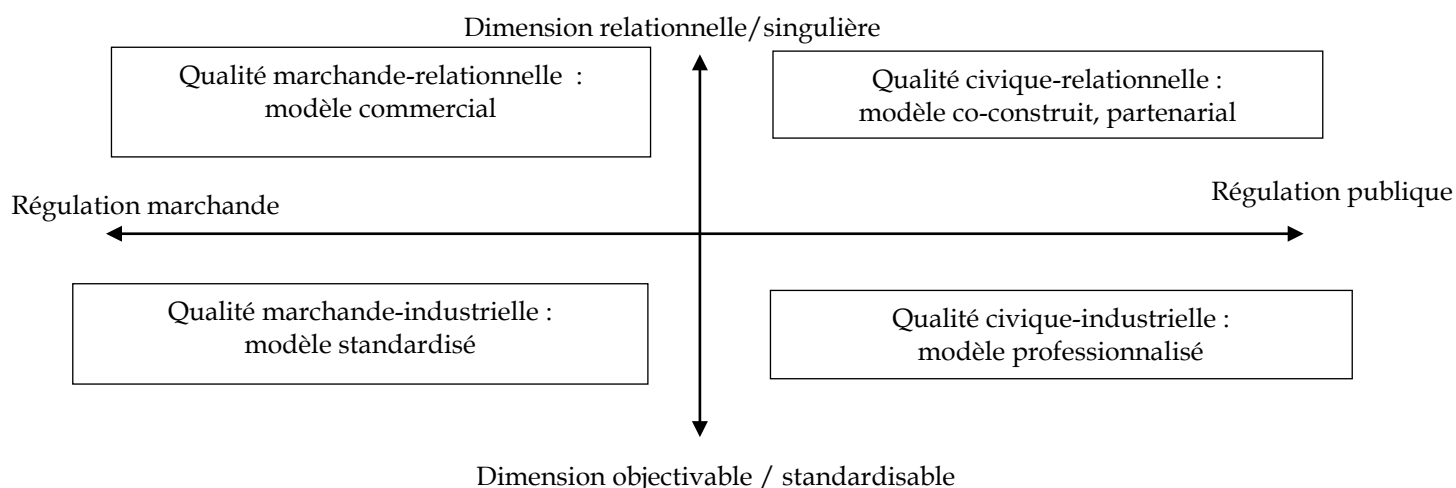 Dimension relationnelle/singulière
Qualité marchande-relationnelle :
modèle commercial
Qualité civique-relationnelle :
modèle co-construit, partenarial
Régulation marchande
Régulation publique
Qualité marchande-industrielle :
modèle standardisé
Qualité civique-industrielle :
modèle professionnalisé
Dimension objectivable / standardisable